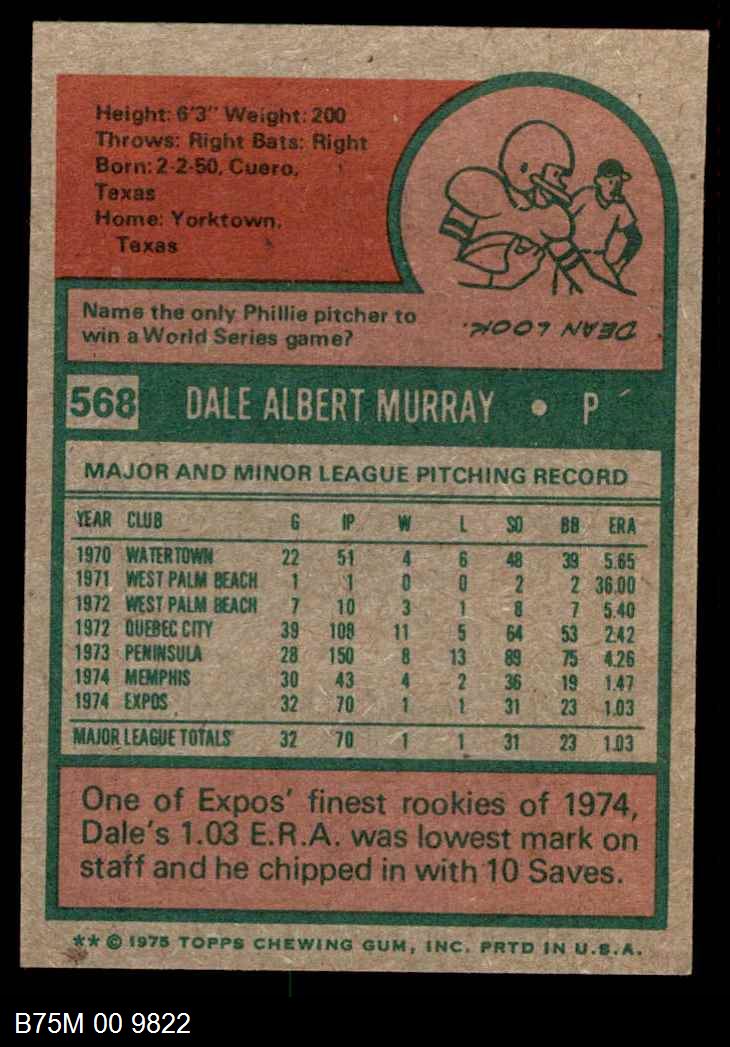 Height: 6'3" Weight: 200
Throws: Right Bats: Right
Born: 2-2-50, Cuero,
Texas
Home: Yorktown,
Texas
Name the only Phillie pitcher to
win a World Series game?
DEAN LOOK.
568 DALE ALBERT MURRAY • P
MAJOR AND MINOR LEAGUE PITCHING RECORD
YEAR CLUB G IP W L SO BB ERA
1970 WATERTOWN 22 51 4 6 48 39 5.65
1971 WEST PALM BEACH 1 1 0 0 2 2 36.00
1972 WEST PALM BEACH 7 10 3 1 8 7 5.40
1972 QUEBEC CITY 39 108 11 5 64 53 2.42
1973 PENINSULA 28 150 8 13 89 75 4.26
1974 MEMPHIS 30 43 4 2 36 19 1.47
1974 EXPOS 32 70 1 1 31 23 1.03
MAJOR LEAGUE TOTALS 32 70 1 1 31 23 1.03
One of Expos' finest rookies of 1974,
Dale's 1.03 E.R.A. was lowest mark on
staff and he chipped in with 10 Saves.
** © 1975 TOPPS CHEWING GUM, INC. PRTD IN U.S.A.
B75M 00 9822